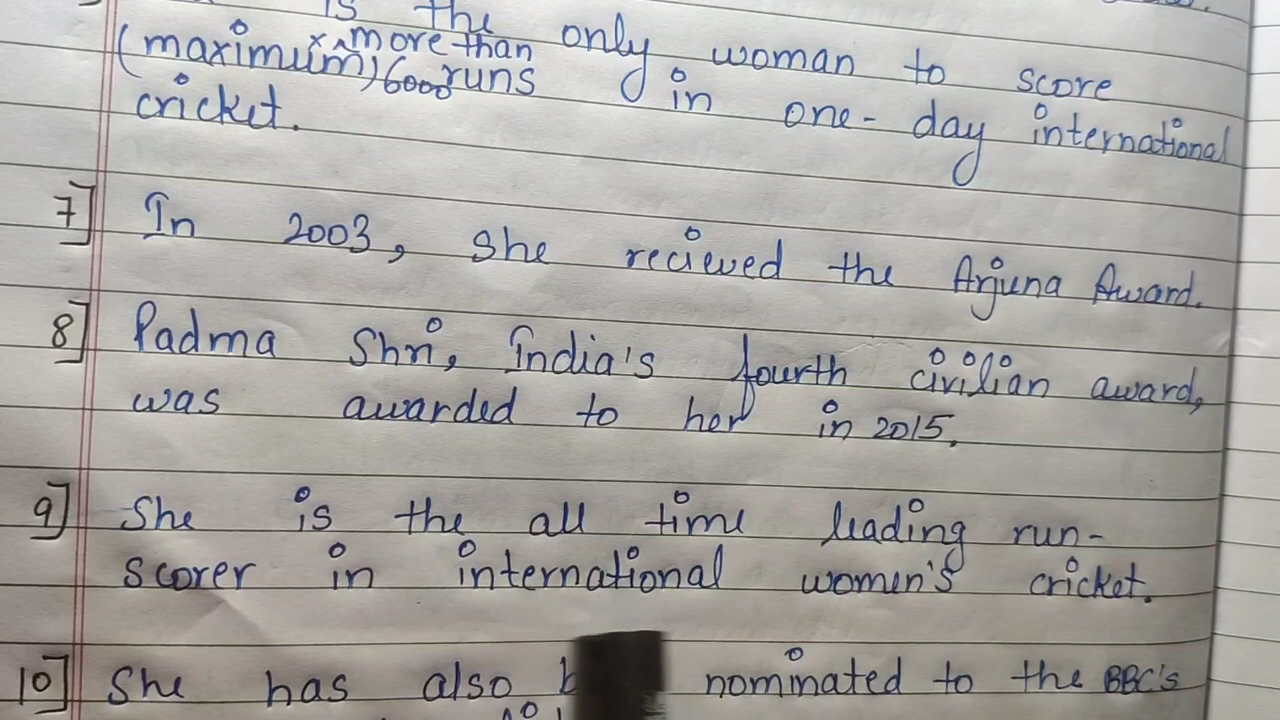 is the only woman to score
(maximum) more than 6000 runs in one-day international
cricket.
7] In 2003, she recieved the Arjuna Award.
8] Padma Shri, India's fourth civilian award,
was awarded to her in 2015.
9] She is the all time leading run-
scorer in international women's cricket.
10] She has also nominated to the BBC's